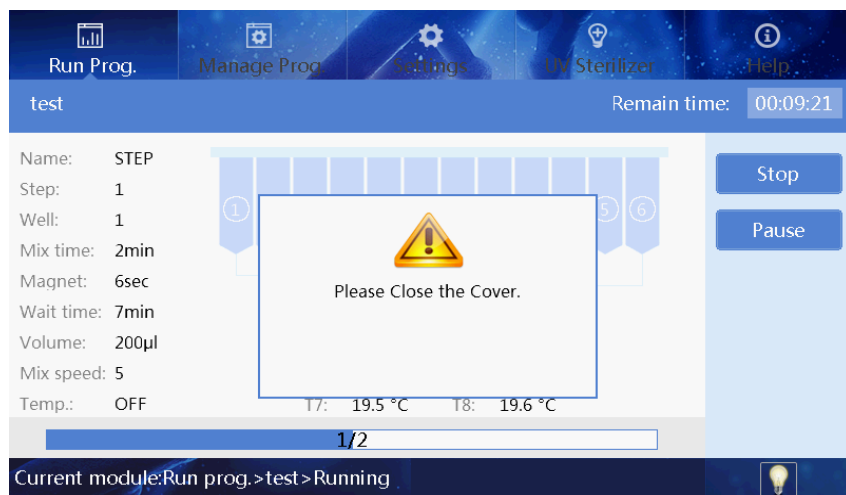 Run Prog. Manage Prog. Settings UV Sterilizer Help
test Remain time: 00:09:21
Name: STEP
Step: 1
Well: 1
Mix time: 2min
Magnet: 6sec
Wait time: 7min
Volume: 200µl
Mix speed: 5
Temp.: OFF
1 5 6
Please Close the Cover.
T7: 19.5 °C T8: 19.6 °C
Stop
Pause
1/2
Current module:Run prog.>test>Running